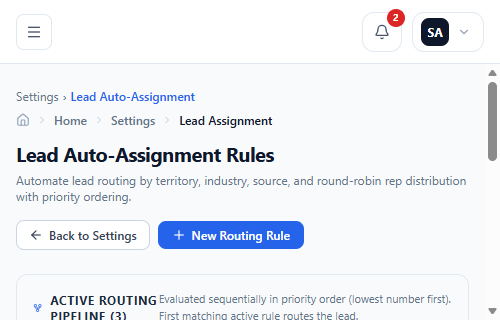 2
SA
Settings › Lead Auto-Assignment
Home Settings Lead Assignment
Lead Auto-Assignment Rules
Automate lead routing by territory, industry, source, and round-robin rep distribution
with priority ordering.
Back to Settings New Routing Rule
ACTIVE ROUTING
PIPELINE (3)
Evaluated sequentially in priority order (lowest number first).
First matching active rule routes the lead.